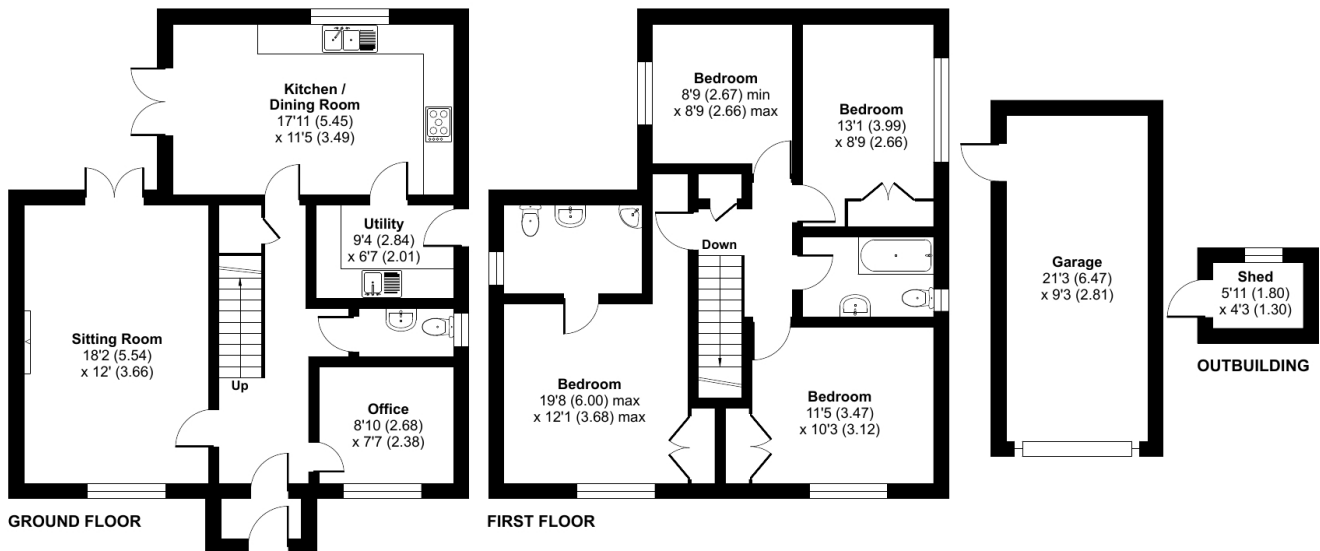 Kitchen /
Dining Room
17'11 (5.45)
x 11'5 (3.49)
Utility
9'4 (2.84)
x 6'7 (2.01)
Sitting Room
18'2 (5.54)
x 12' (3.66)
Up
Office
8'10 (2.68)
x 7'7 (2.38)
GROUND FLOOR
Bedroom
8'9 (2.67) min
x 8'9 (2.66) max
Bedroom
13'1 (3.99)
x 8'9 (2.66)
Down
Bedroom
19'8 (6.00) max
x 12'1 (3.68) max
Bedroom
11'5 (3.47)
x 10'3 (3.12)
FIRST FLOOR
Garage
21'3 (6.47)
x 9'3 (2.81)
Shed
5'11 (1.80)
x 4'3 (1.30)
OUTBUILDING